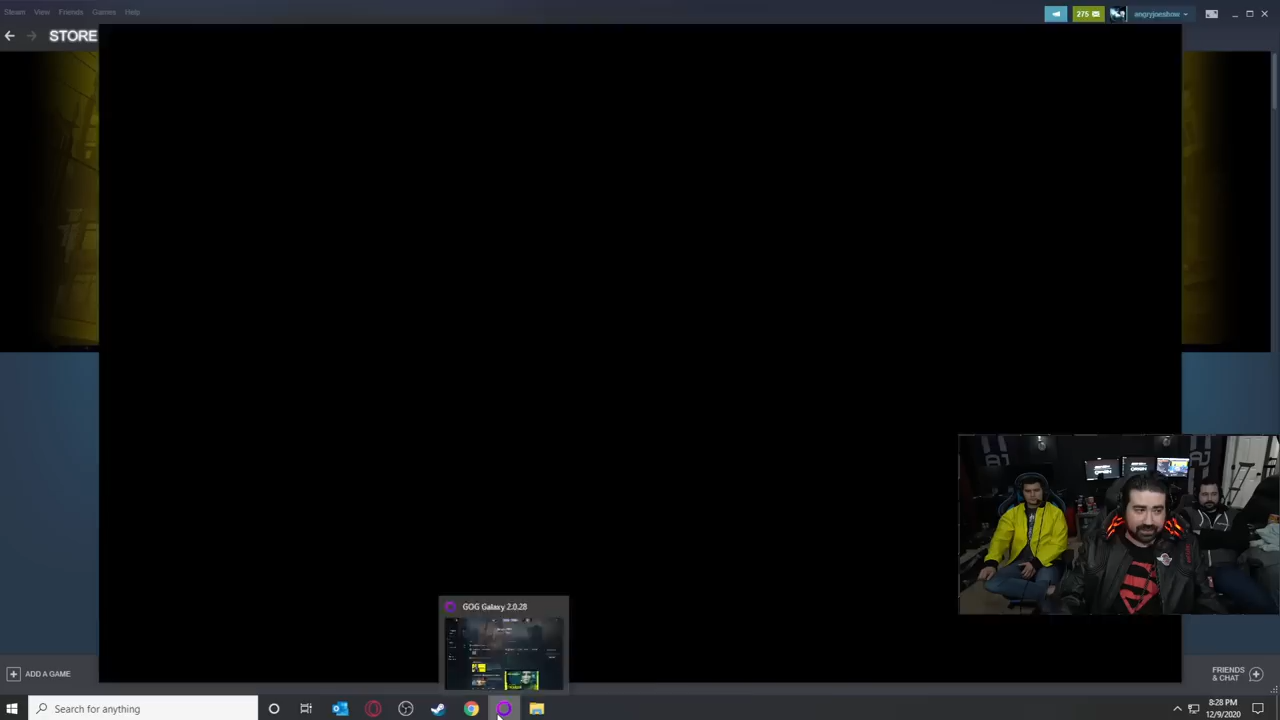 Steam View Friends Games Help
275
angryjoeshow
STORE
GOG Galaxy 2.0.28
ADD A GAME
FRIENDS
& CHAT
Search for anything
8:28 PM
12/9/2020